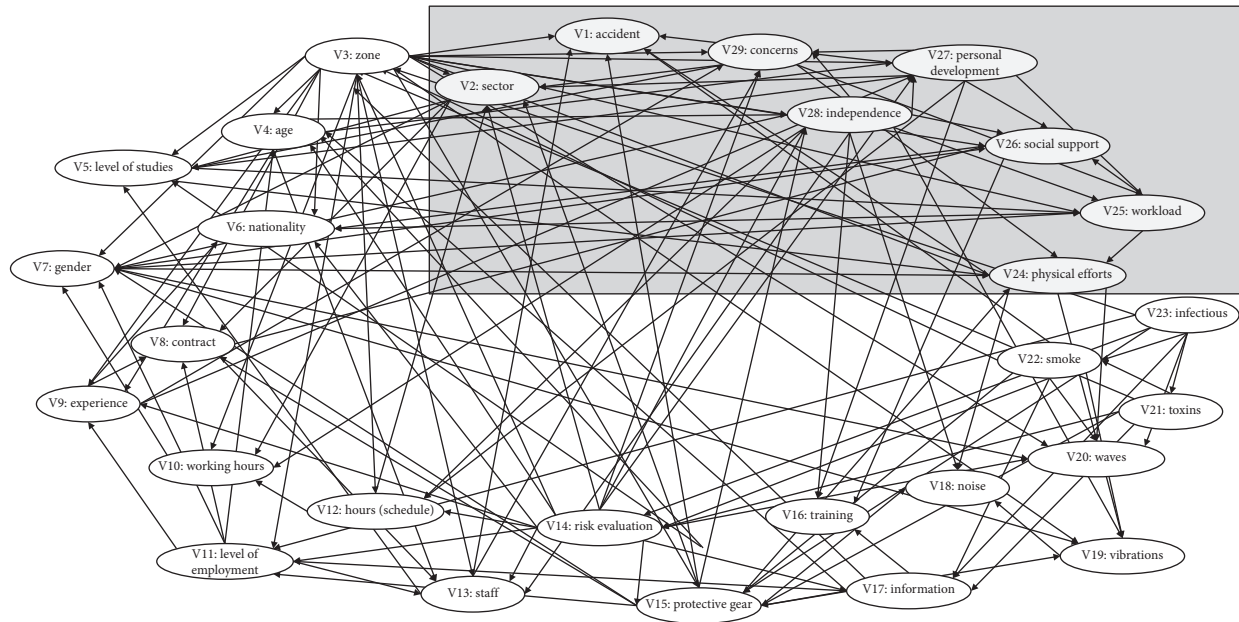 V1: accident
V3: zone
V29: concerns
V27: personal
development
V2: sector
V28: independence
V4: age
V26: social support
V5: level of studies
V25: workload
V6: nationality
V7: gender
V24: physical efforts
V23: infectious
V8: contract
V22: smoke
V9: experience
V21: toxins
V10: working hours
V20: waves
V18: noise
V12: hours (schedule)
V16: training
V14: risk evaluation
V19: vibrations
V11: level of
employment
V17: information
V13: staff
V15: protective gear